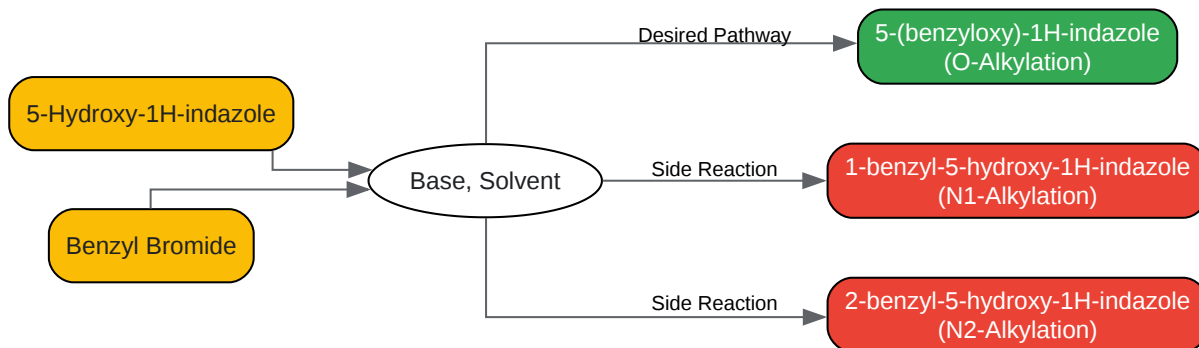 5-Hydroxy-1H-indazole
Benzyl Bromide
Base, Solvent
Desired Pathway
5-(benzyloxy)-1H-indazole
(O-Alkylation)
Side Reaction
1-benzyl-5-hydroxy-1H-indazole
(N1-Alkylation)
Side Reaction
2-benzyl-5-hydroxy-1H-indazole
(N2-Alkylation)